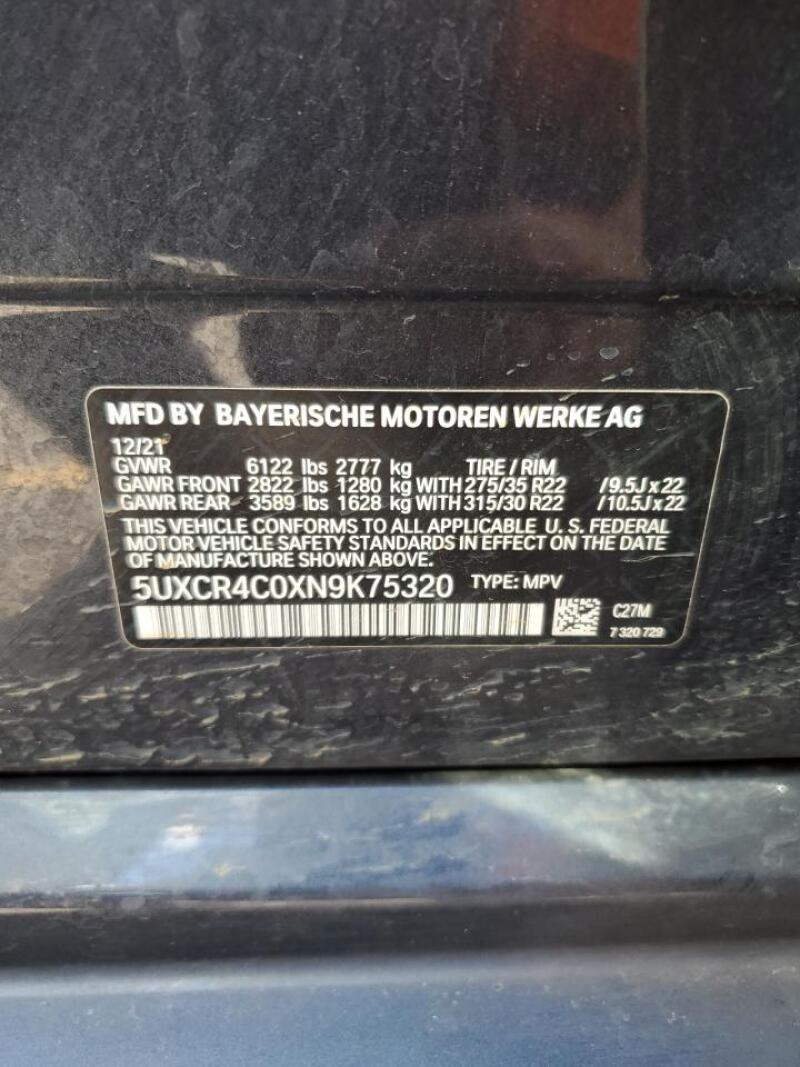 MFD BY BAYERISCHE MOTOREN WERKE AG
12/21
GVWR 6122 lbs 2777 kg TIRE / RIM
GAWR FRONT 2822 lbs 1280 kg WITH 275/35 R22 / 9.5J x 22
GAWR REAR 3589 lbs 1628 kg WITH 315/30 R22 / 10.5J x 22
THIS VEHICLE CONFORMS TO ALL APPLICABLE U. S. FEDERAL
MOTOR VEHICLE SAFETY STANDARDS IN EFFECT ON THE DATE
OF MANUFACTURE SHOWN ABOVE.
5UXCR4C0XN9K75320 TYPE: MPV
C27M
7 320 729